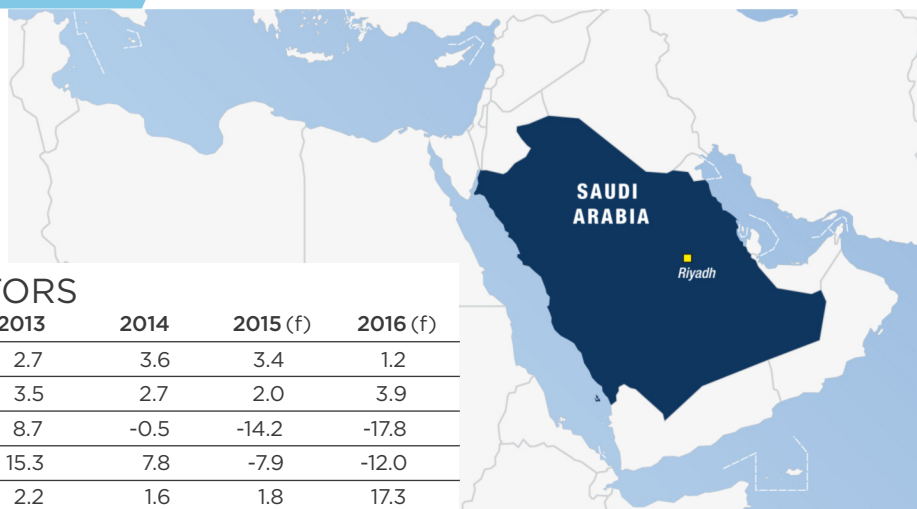 SAUDI
ARABIA
Riyadh
TORS
2013 2014 2015 (f) 2016 (f)
2.7 3.6 3.4 1.2
3.5 2.7 2.0 3.9
8.7 -0.5 -14.2 -17.8
15.3 7.8 -7.9 -12.0
2.2 1.6 1.8 17.3